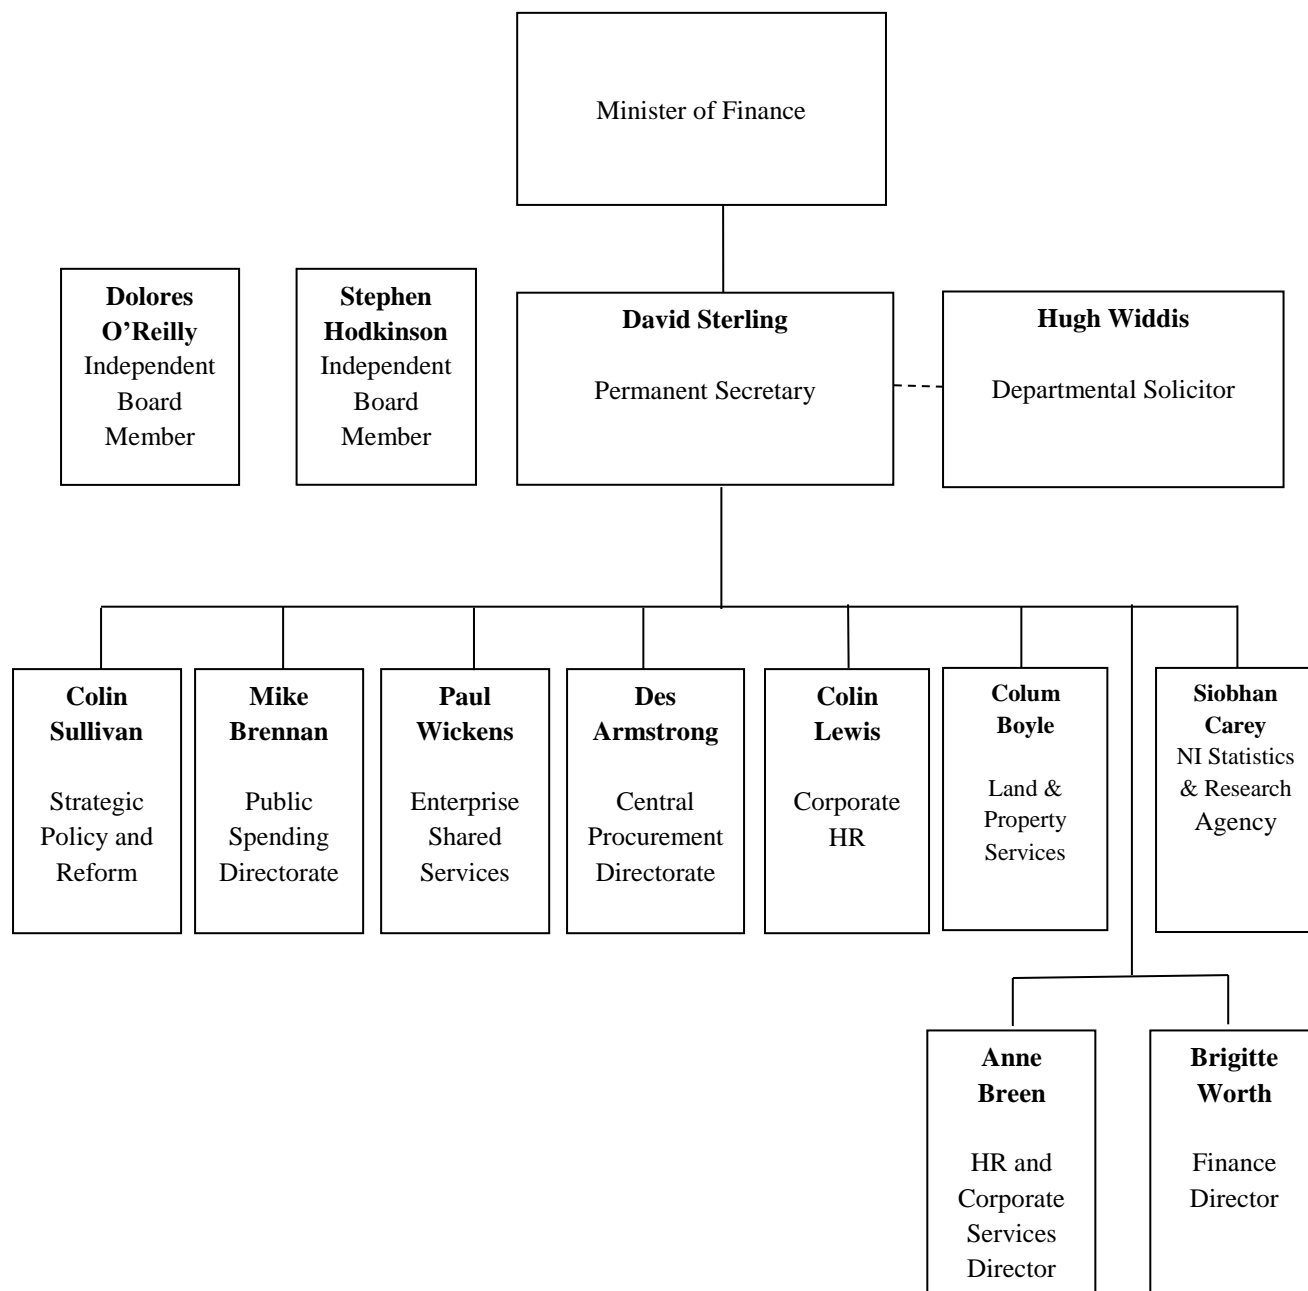 Minister of Finance
Dolores
O’Reilly
Independent
Board
Member
Stephen
Hodkinson
Independent
Board
Member
David Sterling
Permanent Secretary
Hugh Widdis
Departmental Solicitor
Colin
Sullivan
Strategic
Policy and
Reform
Mike
Brennan
Public
Spending
Directorate
Paul
Wickens
Enterprise
Shared
Services
Des
Armstrong
Central
Procurement
Directorate
Colin
Lewis
Corporate
HR
Colum
Boyle
Land &
Property
Services
Siobhan
Carey
NI Statistics
& Research
Agency
Anne
Breen
HR and
Corporate
Services
Director
Brigitte
Worth
Finance
Director